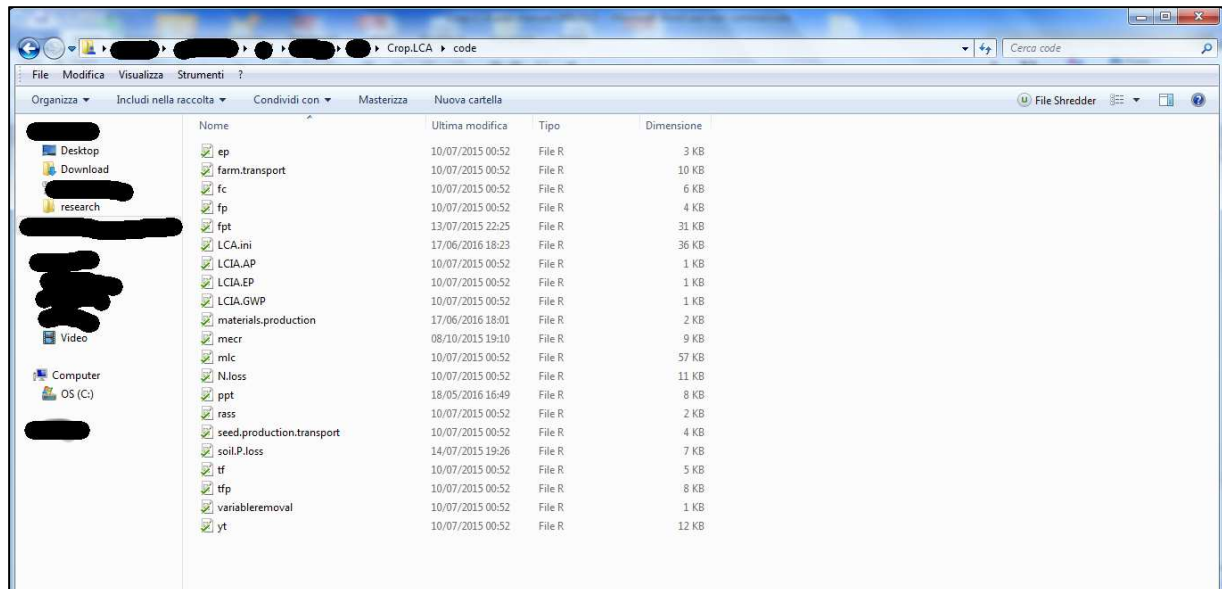 Crop.LCA code Cerca code
File Modifica Visualizza Strumenti ?
Organizza Includi nella raccolta Condividi con Masterizza Nuova cartella File Shredder
Nome Ultima modifica Tipo Dimensione
Desktop
Download
research
Video
Computer
OS (C:)
ep 10/07/2015 00:52 File R 3 KB
farm.transport 10/07/2015 00:52 File R 10 KB
fc 10/07/2015 00:52 File R 6 KB
fp 10/07/2015 00:52 File R 4 KB
fpt 13/07/2015 22:25 File R 31 KB
LCA.ini 17/06/2016 18:23 File R 36 KB
LCIA.AP 10/07/2015 00:52 File R 1 KB
LCIA.EP 10/07/2015 00:52 File R 1 KB
LCIA.GWP 10/07/2015 00:52 File R 1 KB
materials.production 17/06/2016 18:01 File R 2 KB
mecr 08/10/2015 19:10 File R 9 KB
mlc 10/07/2015 00:52 File R 57 KB
N.loss 10/07/2015 00:52 File R 11 KB
ppt 18/05/2016 16:49 File R 8 KB
rass 10/07/2015 00:52 File R 2 KB
seed.production.transport 10/07/2015 00:52 File R 4 KB
soil.P.loss 14/07/2015 19:26 File R 7 KB
tf 10/07/2015 00:52 File R 5 KB
tfp 10/07/2015 00:52 File R 8 KB
variableremoval 10/07/2015 00:52 File R 1 KB
yt 10/07/2015 00:52 File R 12 KB